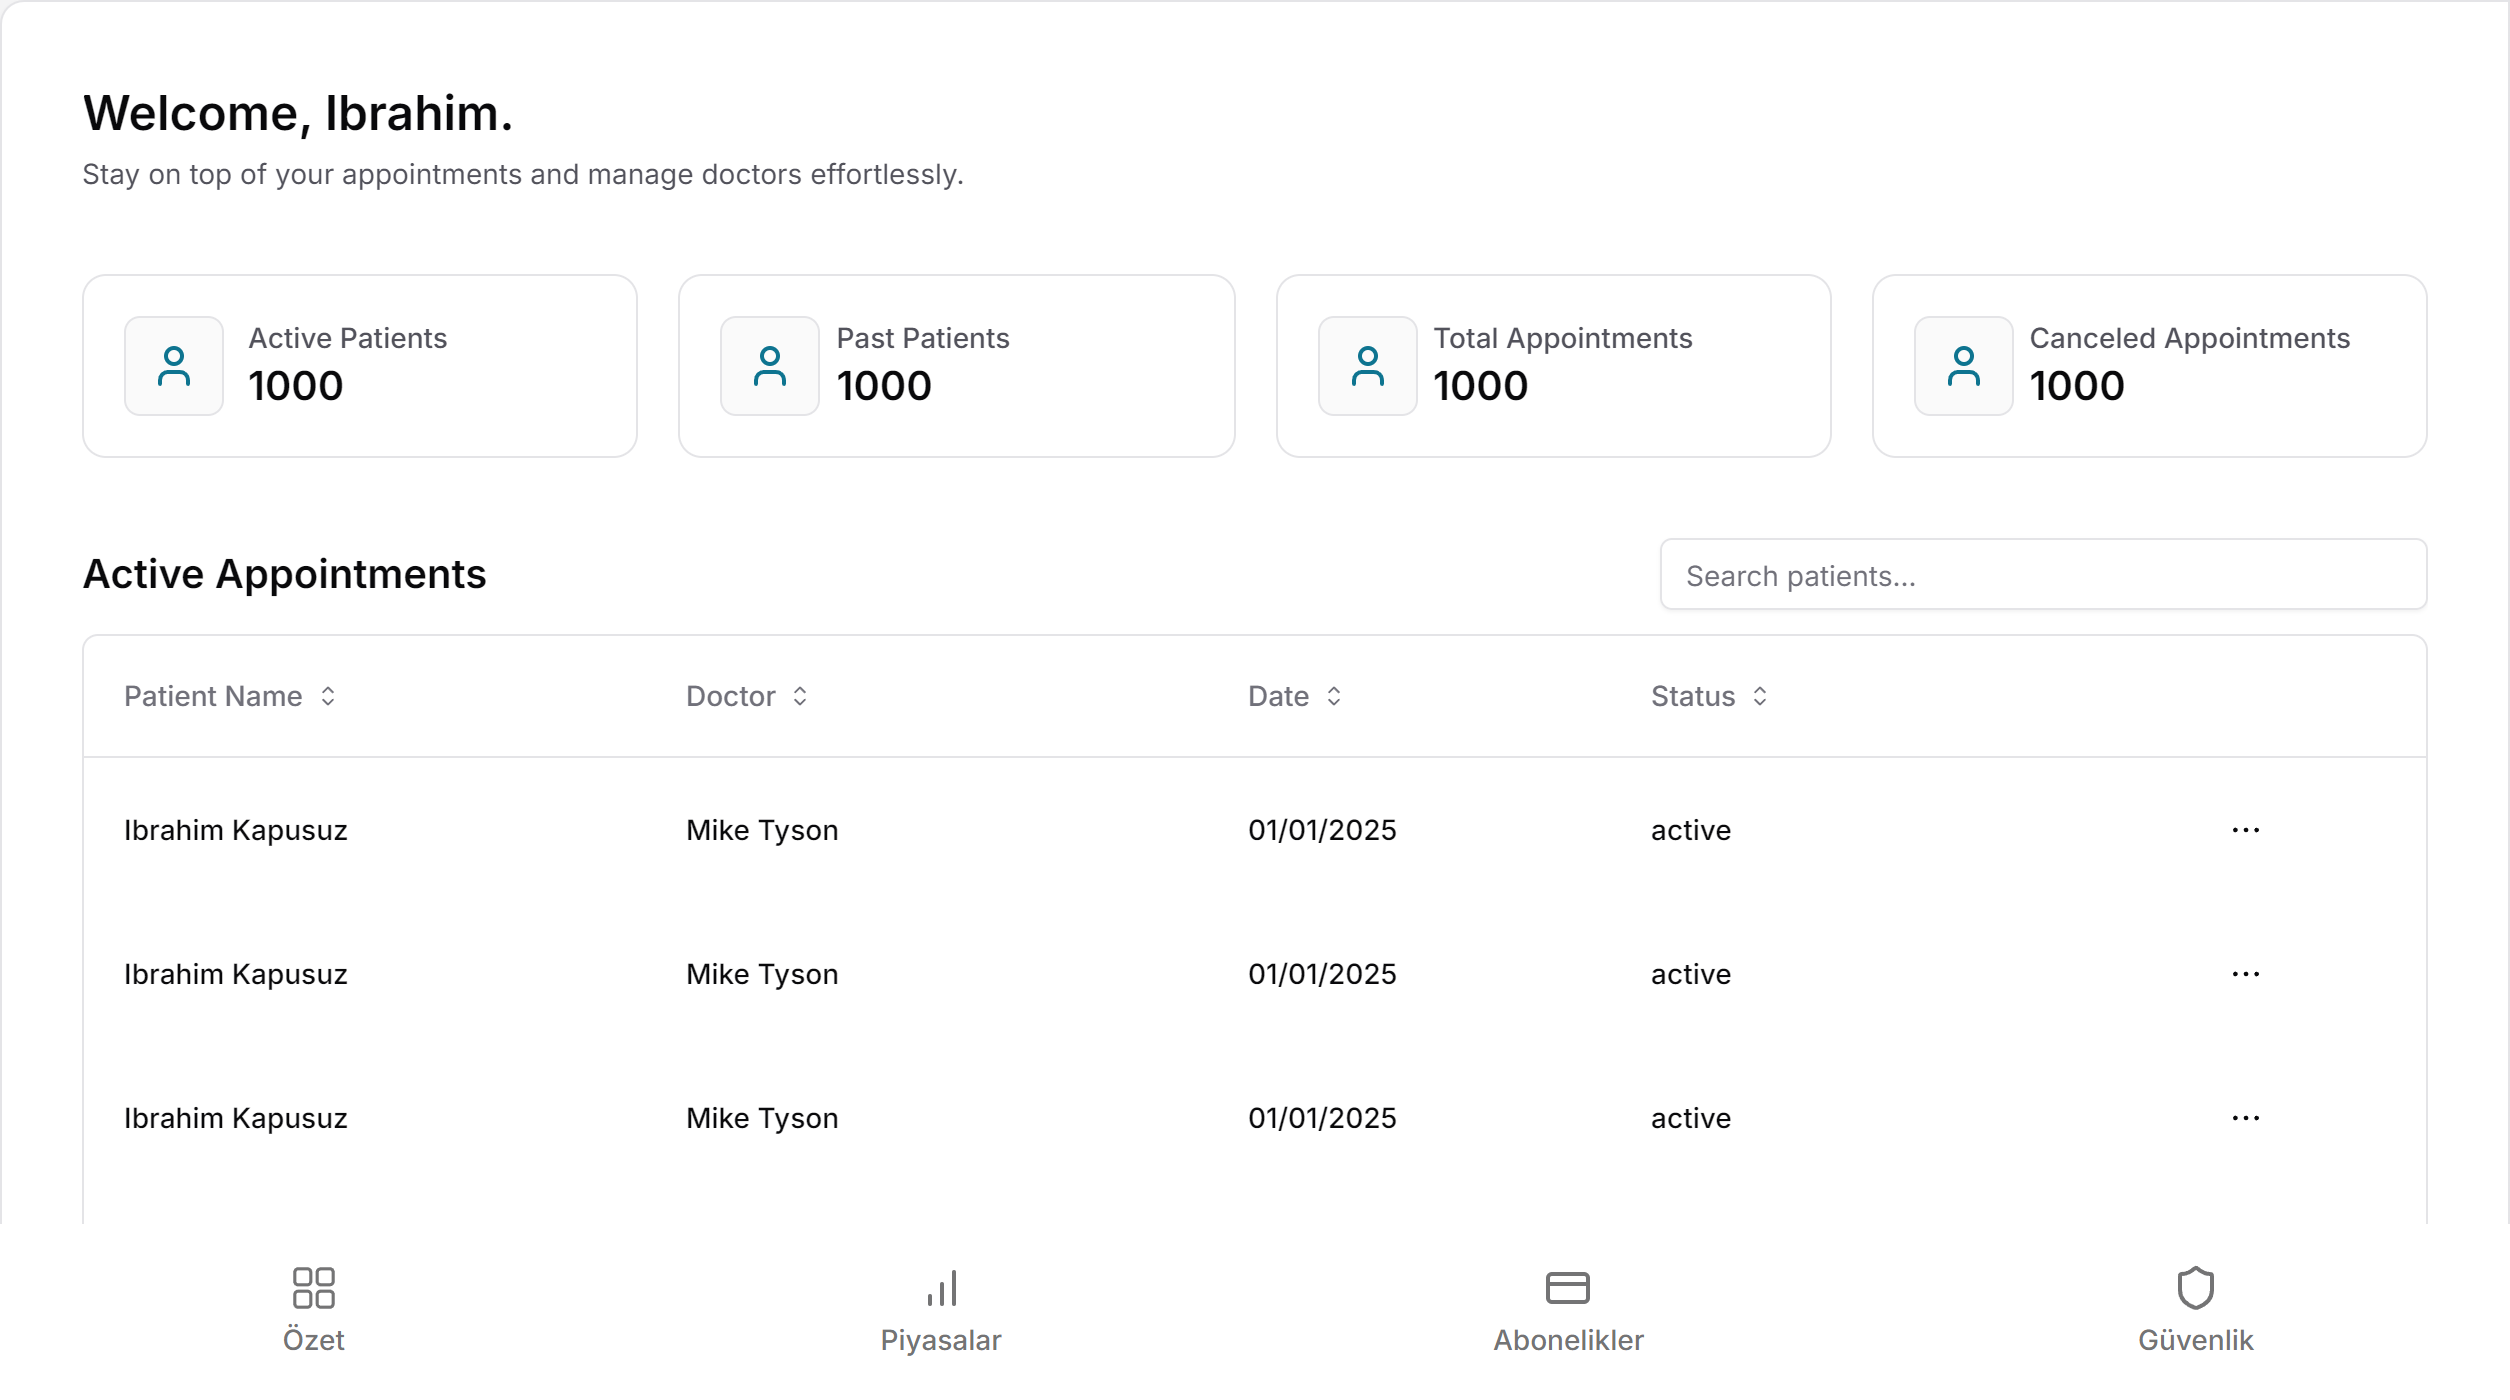 Welcome, Ibrahim.
Stay on top of your appointments and manage doctors effortlessly.
Active Patients
1000
Past Patients
1000
Total Appointments
1000
Canceled Appointments
1000
Active Appointments
Search patients...
Patient Name Doctor Date Status
Ibrahim Kapusuz Mike Tyson 01/01/2025 active ...
Ibrahim Kapusuz Mike Tyson 01/01/2025 active ...
Ibrahim Kapusuz Mike Tyson 01/01/2025 active ...
Özet Piyasalar Abonelikler Güvenlik